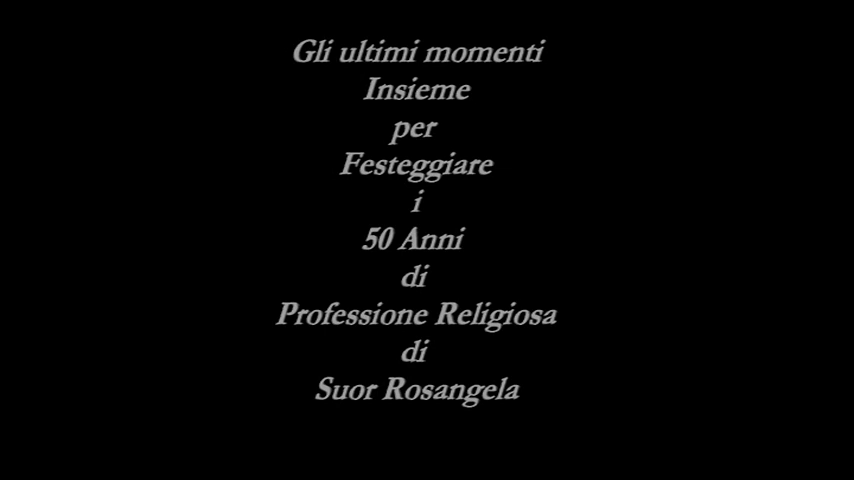 Gli ultimi momenti
Insieme
per
Festeggiare
i
50 Anni
di
Professione Religiosa
di
Suor Rosangela